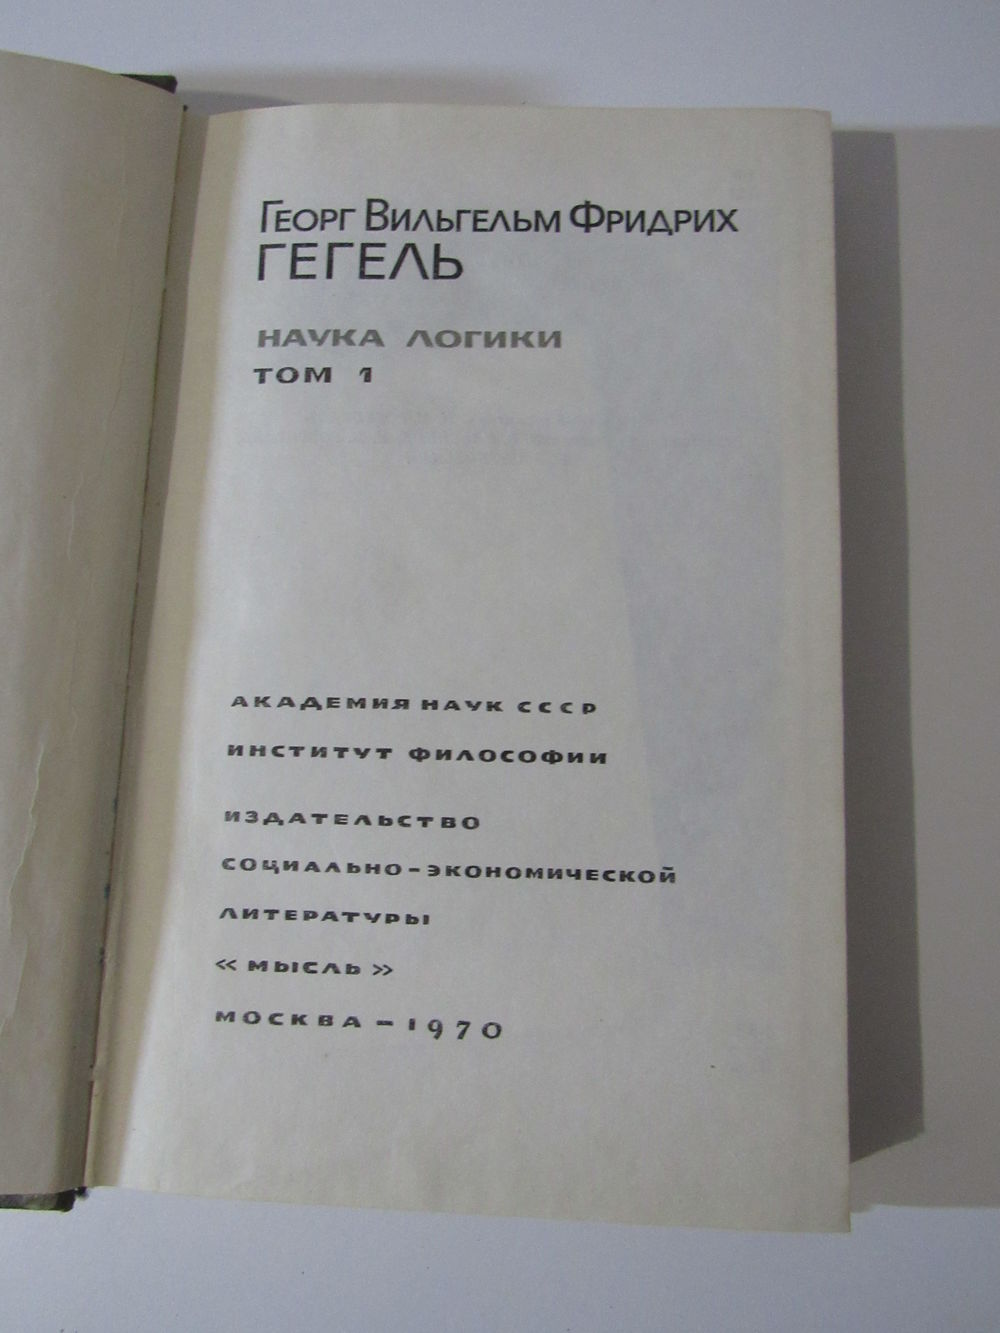 Георг Вильгельм Фридрих
ГЕГЕЛЬ
НАУКА ЛОГИКИ
ТОМ 1
АКАДЕМИЯ НАУК СССР
ИНСТИТУТ ФИЛОСОФИИ
ИЗДАТЕЛЬСТВО
СОЦИАЛЬНО-ЭКОНОМИЧЕСКОЙ
ЛИТЕРАТУРЫ
«МЫСЛЬ»
МОСКВА – 1970